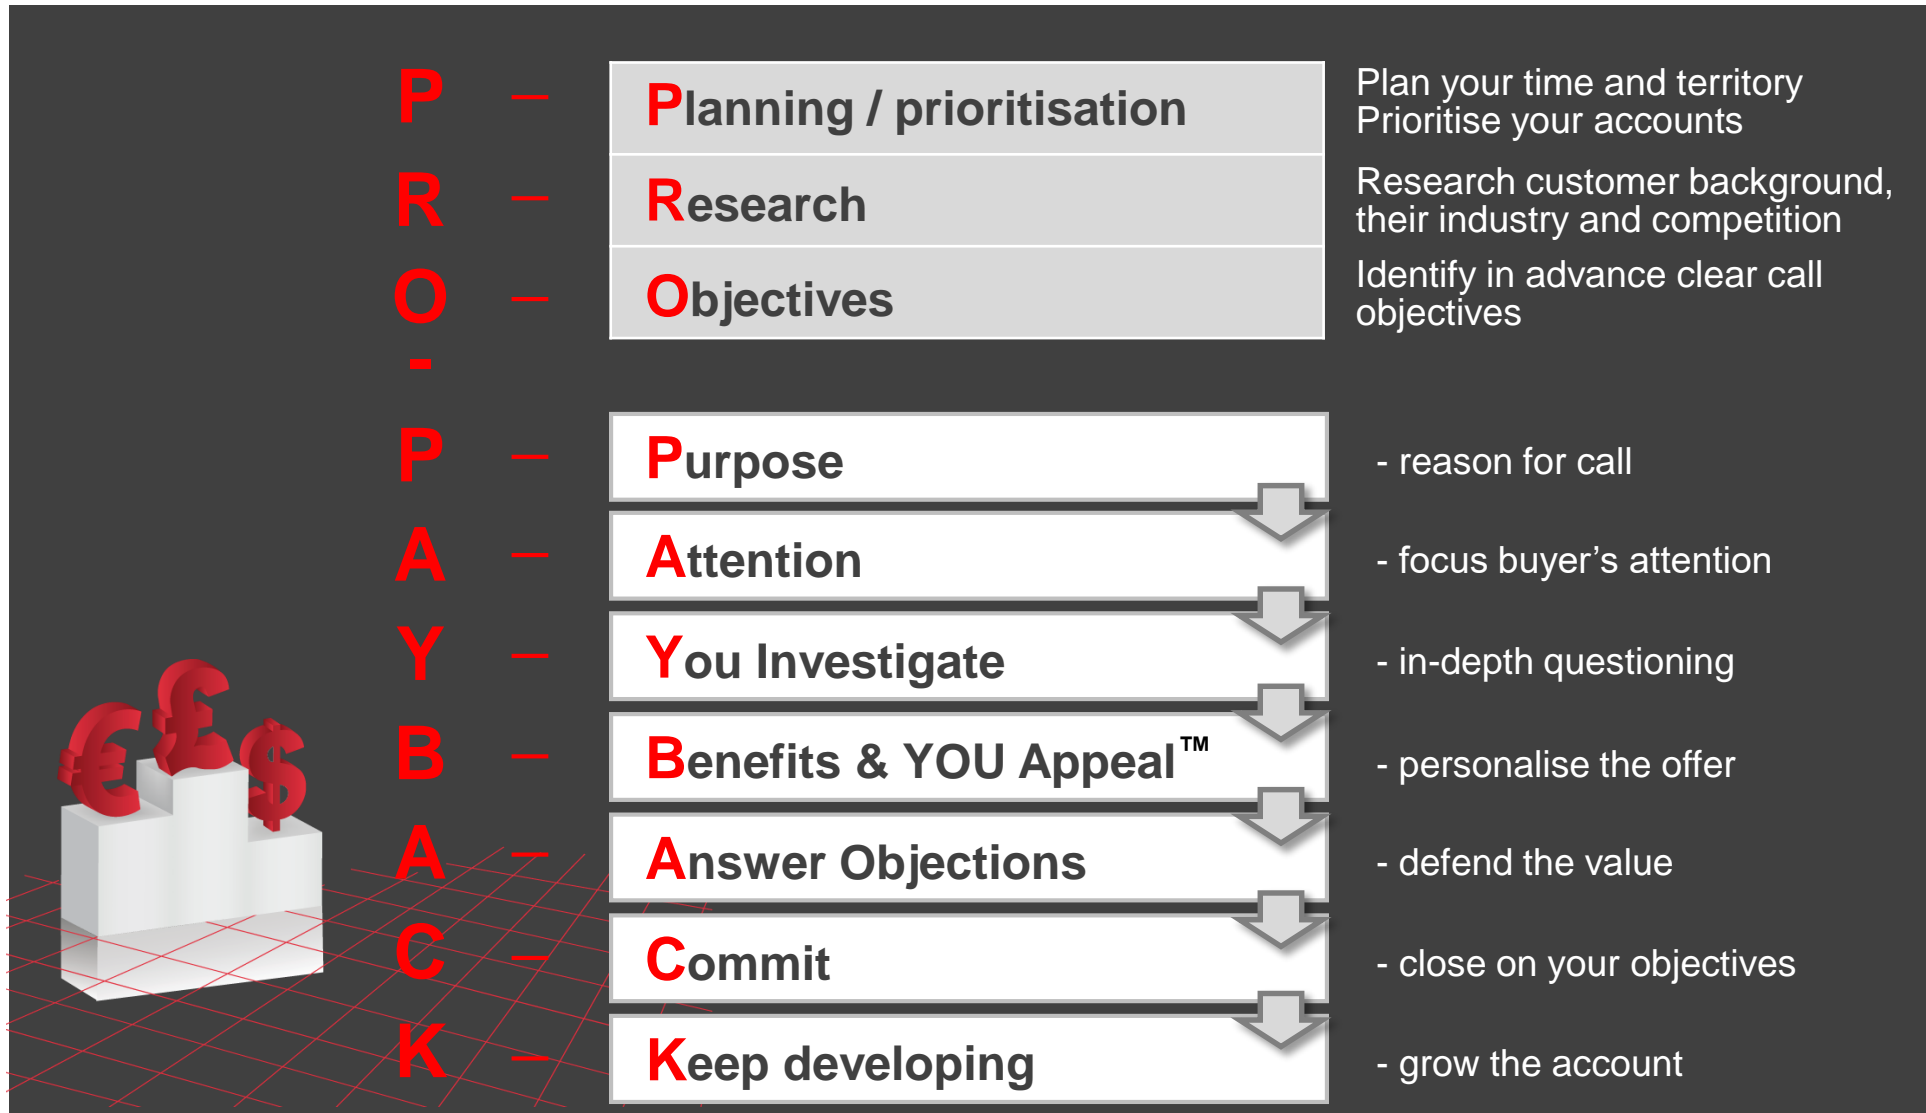 P – Planning / prioritisation
Plan your time and territory
Prioritise your accounts
R – Research
Research customer background,
their industry and competition
O – Objectives
Identify in advance clear call
objectives
-
P – Purpose - reason for call
A – Attention - focus buyer’s attention
Y – You Investigate - in-depth questioning
B – Benefits & YOU Appeal™ - personalise the offer
A – Answer Objections - defend the value
C – Commit - close on your objectives
K – Keep developing - grow the account
€ £ $